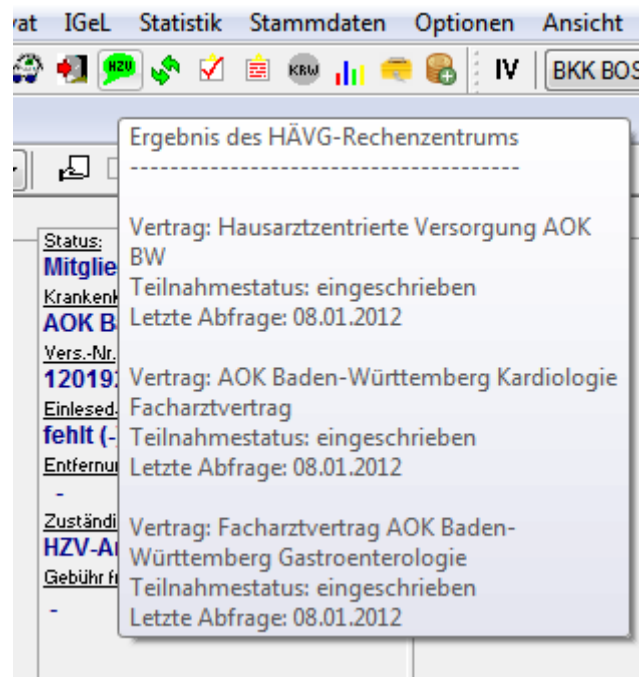 vat IGeL Statistik Stammdaten Optionen Ansicht
HZV KRW IV BKK BOS
Ergebnis des HÄVG-Rechenzentrums
---------------------------------------
Vertrag: Hausarztzentrierte Versorgung AOK
BW
Teilnahmestatus: eingeschrieben
Letzte Abfrage: 08.01.2012
Vertrag: AOK Baden-Württemberg Kardiologie
Facharztvertrag
Teilnahmestatus: eingeschrieben
Letzte Abfrage: 08.01.2012
Vertrag: Facharztvertrag AOK Baden-
Württemberg Gastroenterologie
Teilnahmestatus: eingeschrieben
Letzte Abfrage: 08.01.2012
Status:
Mitglie
Krankenk
AOK B
Vers.-Nr.
12019
Einlesed.
fehlt (-
Entfernu
-
Zuständi
HZV-A
Gebühr f
-